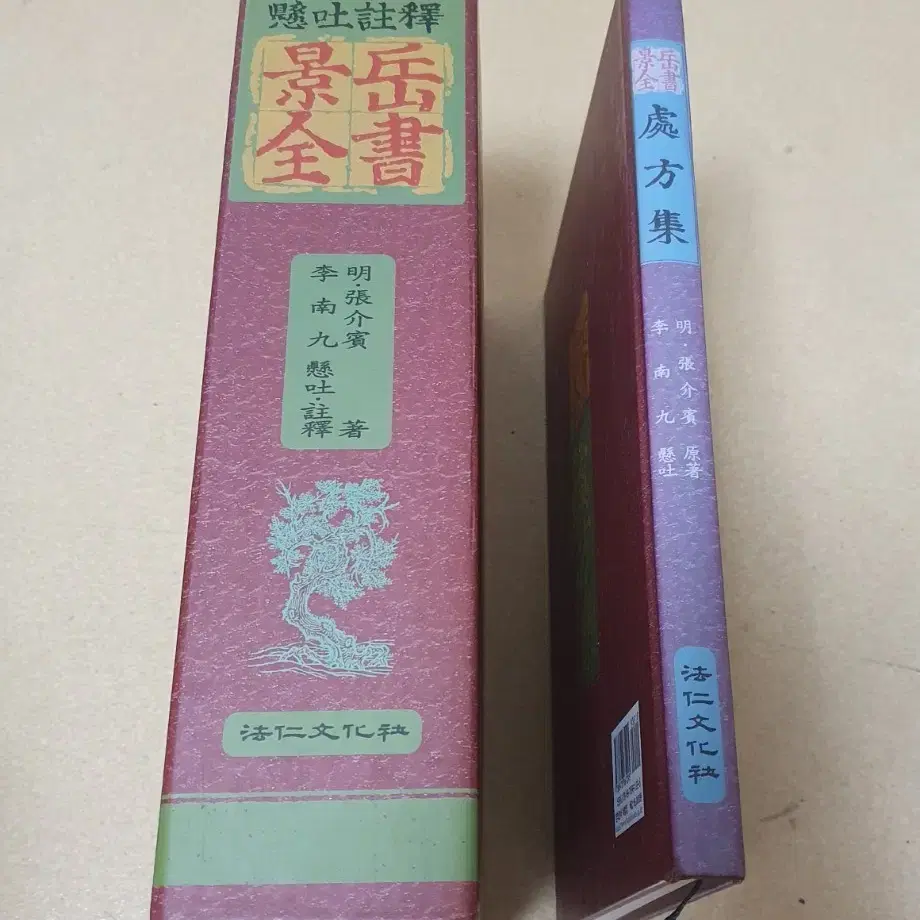 懸吐註釋
景岳全書
明·張介賓 著
李南九 懸吐·註釋
法仁文化社
景岳全書
處方集
明·張介賓 原著
李南九 懸吐
法仁文化社